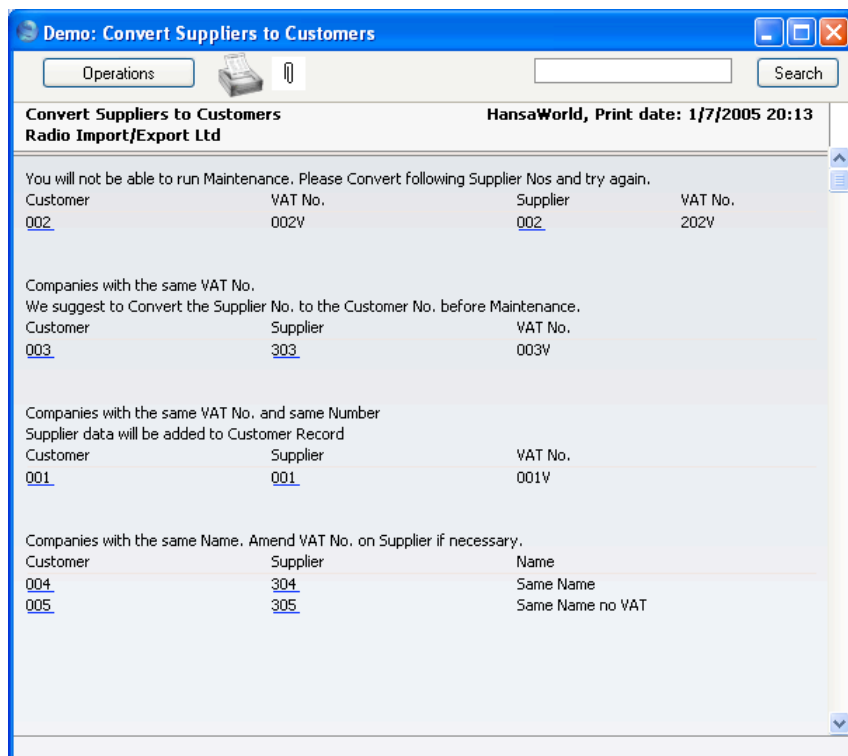 Demo: Convert Suppliers to Customers
Operations Search
Convert Suppliers to Customers HansaWorld, Print date: 1/7/2005 20:13
Radio Import/Export Ltd
You will not be able to run Maintenance. Please Convert following Supplier Nos and try again.
Customer VAT No. Supplier VAT No.
002 002V 002 202V
Companies with the same VAT No.
We suggest to Convert the Supplier No. to the Customer No. before Maintenance.
Customer Supplier VAT No.
003 303 003V
Companies with the same VAT No. and same Number
Supplier data will be added to Customer Record
Customer Supplier VAT No.
001 001 001V
Companies with the same Name. Amend VAT No. on Supplier if necessary.
Customer Supplier Name
004 304 Same Name
005 305 Same Name no VAT